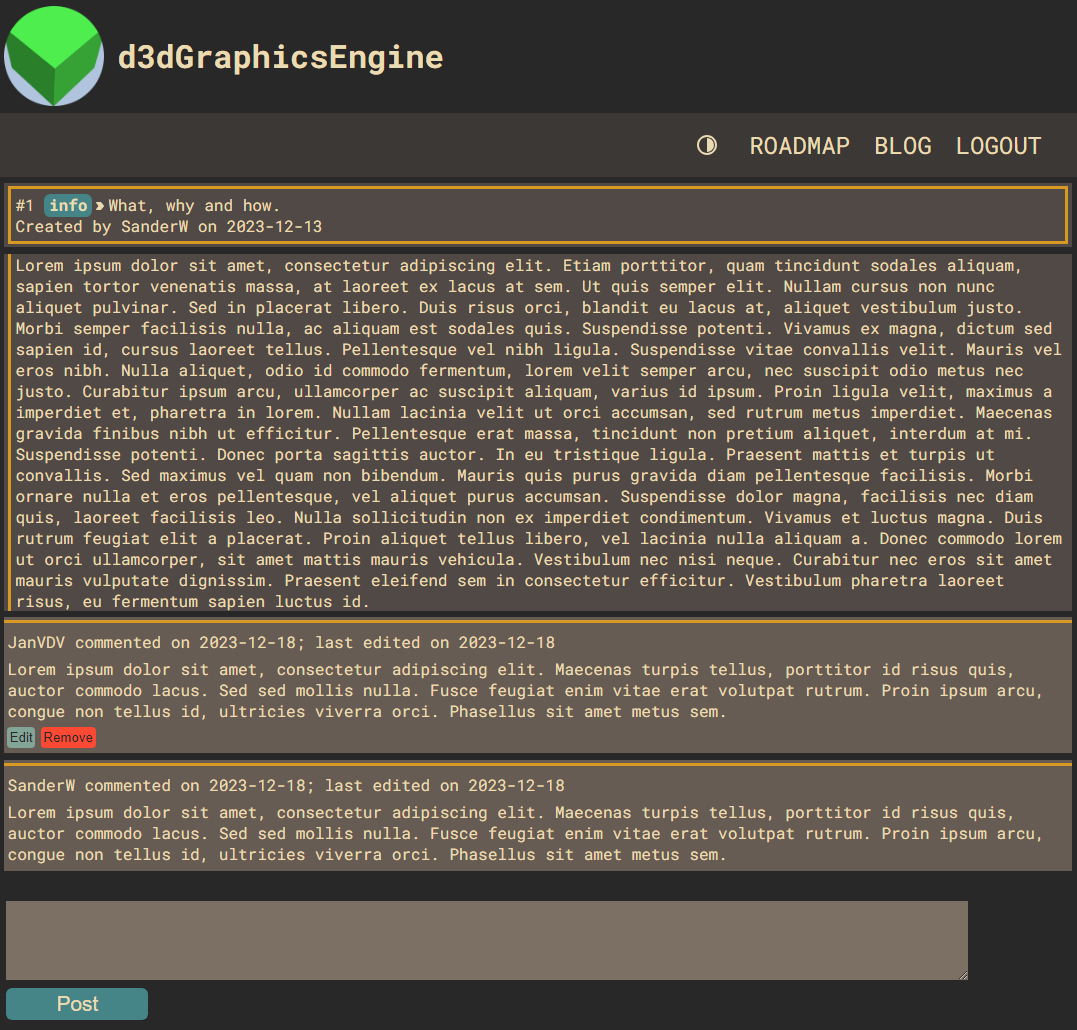 d3dGraphicsEngine
ROADMAP BLOG LOGOUT
#1 info What, why and how.
Created by SanderW on 2023-12-13
Lorem ipsum dolor sit amet, consectetur adipiscing elit. Etiam porttitor, quam tincidunt sodales aliquam,
sapien tortor venenatis massa, at laoreet ex lacus at sem. Ut quis semper elit. Nullam cursus non nunc
aliquet pulvinar. Sed in placerat libero. Duis risus orci, blandit eu lacus at, aliquet vestibulum justo.
Morbi semper facilisis nulla, ac aliquam est sodales quis. Suspendisse potenti. Vivamus ex magna, dictum sed
sapien id, cursus laoreet tellus. Pellentesque vel nibh ligula. Suspendisse vitae convallis velit. Mauris vel
eros nibh. Nulla aliquet, odio id commodo fermentum, lorem velit semper arcu, nec suscipit odio metus nec
justo. Curabitur ipsum arcu, ullamcorper ac suscipit aliquam, varius id ipsum. Proin ligula velit, maximus a
imperdiet et, pharetra in lorem. Nullam lacinia velit ut orci accumsan, sed rutrum metus imperdiet. Maecenas
gravida finibus nibh ut efficitur. Pellentesque erat massa, tincidunt non pretium aliquet, interdum at mi.
Suspendisse potenti. Donec porta sagittis auctor. In eu tristique ligula. Praesent mattis et turpis ut
convallis. Sed maximus vel quam non bibendum. Mauris quis purus gravida diam pellentesque facilisis. Morbi
ornare nulla et eros pellentesque, vel aliquet purus accumsan. Suspendisse dolor magna, facilisis nec diam
quis, laoreet facilisis leo. Nulla sollicitudin non ex imperdiet condimentum. Vivamus et luctus magna. Duis
rutrum feugiat elit a placerat. Proin aliquet tellus libero, vel lacinia nulla aliquam a. Donec commodo lorem
ut orci ullamcorper, sit amet mattis mauris vehicula. Vestibulum nec nisi neque. Curabitur nec eros sit amet
mauris vulputate dignissim. Praesent eleifend sem in consectetur efficitur. Vestibulum pharetra laoreet
risus, eu fermentum sapien luctus id.
JanVDV commented on 2023-12-18; last edited on 2023-12-18
Lorem ipsum dolor sit amet, consectetur adipiscing elit. Maecenas turpis tellus, porttitor id risus quis,
auctor commodo lacus. Sed sed mollis nulla. Fusce feugiat enim vitae erat volutpat rutrum. Proin ipsum arcu,
congue non tellus id, ultricies viverra orci. Phasellus sit amet metus sem.
Edit Remove
SanderW commented on 2023-12-18; last edited on 2023-12-18
Lorem ipsum dolor sit amet, consectetur adipiscing elit. Maecenas turpis tellus, porttitor id risus quis,
auctor commodo lacus. Sed sed mollis nulla. Fusce feugiat enim vitae erat volutpat rutrum. Proin ipsum arcu,
congue non tellus id, ultricies viverra orci. Phasellus sit amet metus sem.
Post